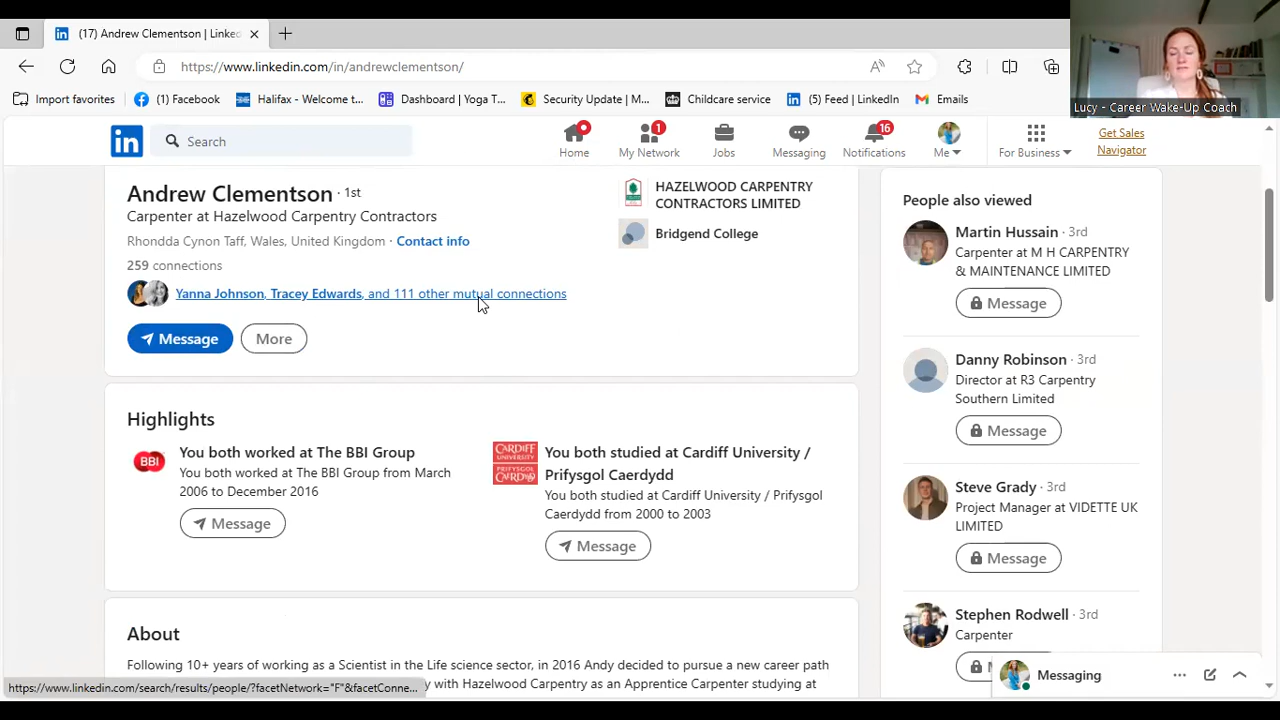 (17) Andrew Clementson | Linked
https://www.linkedin.com/in/andrewclementson/
Import favorites
(1) Facebook
Halifax - Welcome t...
Dashboard | Yoga T...
Security Update | M...
Childcare service
(5) Feed | LinkedIn
Emails
Lucy - Career Wake-Up Coach
in
Search
Home
1
My Network
Jobs
Messaging
16
Notifications
Me
For Business
Get Sales
Navigator
Andrew Clementson · 1st
Carpenter at Hazelwood Carpentry Contractors
Rhondda Cynon Taff, Wales, United Kingdom · Contact info
259 connections
Yanna Johnson, Tracey Edwards, and 111 other mutual connections
Message
More
HAZELWOOD CARPENTRY
CONTRACTORS LIMITED
Bridgend College
Highlights
BBI
You both worked at The BBI Group
You both worked at The BBI Group from March
2006 to December 2016
Message
CARDIFF
UNIVERSITY
PRIFYSGOL
CAERDYDD
You both studied at Cardiff University /
Prifysgol Caerdydd
You both studied at Cardiff University / Prifysgol
Caerdydd from 2000 to 2003
Message
About
Following 10+ years of working as a Scientist in the Life science sector, in 2016 Andy decided to pursue a new career path
y with Hazelwood Carpentry as an Apprentice Carpenter studying at
https://www.linkedin.com/search/results/people/?facetNetwork="F"&facetConne...
People also viewed
Martin Hussain · 3rd
Carpenter at M H CARPENTRY
& MAINTENANCE LIMITED
Message
Danny Robinson · 3rd
Director at R3 Carpentry
Southern Limited
Message
Steve Grady · 3rd
Project Manager at VIDETTE UK
LIMITED
Message
Stephen Rodwell · 3rd
Carpenter
Messaging